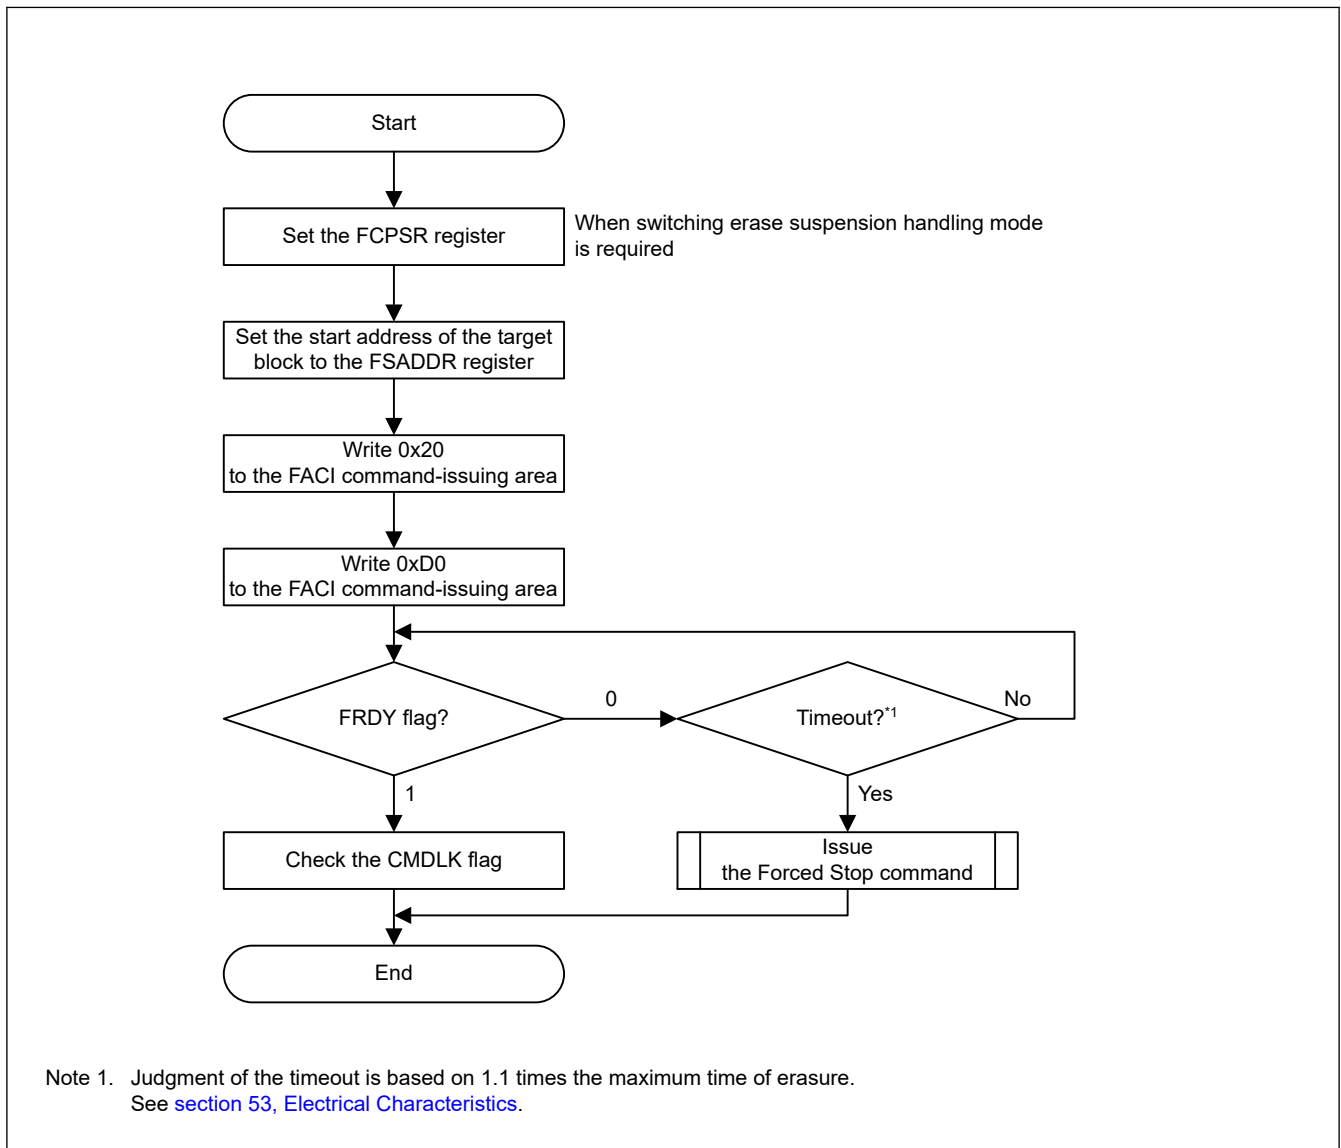 Start
Set the FCPSR register
When switching erase suspension handling mode
is required
Set the start address of the target
block to the FSADDR register
Write 0x20
to the FACI command-issuing area
Write 0xD0
to the FACI command-issuing area
FRDY flag?
0
Timeout?*1
No
1
Yes
Check the CMDLK flag
Issue
the Forced Stop command
End
Note 1. Judgment of the timeout is based on 1.1 times the maximum time of erasure.
See section 53, Electrical Characteristics.